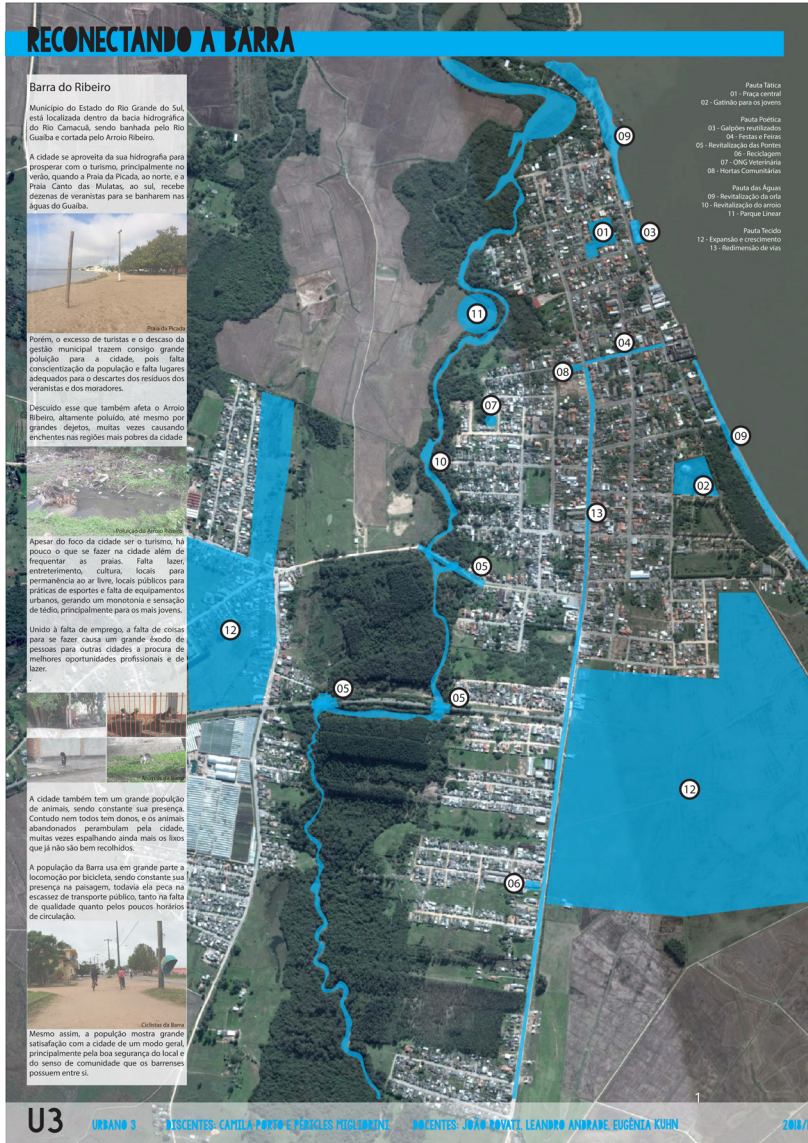 RECONECTANDO A BARRA
Barra do Ribeiro
Município do Estado do Rio Grande do Sul,
está localizada dentro da bacia hidrográfica
do Rio Camacuã, sendo banhada pelo Rio
Guaíba e cortada pelo Arroio Ribeiro.
A cidade se aproveita da sua hidrografia para
prosperar com o turismo, principalmente no
verão, quando a Praia da Picada, ao norte, e a
Praia Canto das Mulatas, ao sul, recebe
dezenas de veranistas para se banharem nas
águas do Guaíba.
Praia da Picada
Porém, o excesso de turistas e o descaso da
gestão municipal trazem consigo grande
poluição para a cidade, pois falta
conscientização da população e falta lugares
adequados para o descartes dos resíduos dos
veranistas e dos moradores.
Descuido esse que também afeta o Arroio
Ribeiro, altamente poluído, até mesmo por
grandes dejetos, muitas vezes causando
enchentes nas regiões mais pobres da cidade
Poluição do Arroio Ribeiro
Apesar do foco da cidade ser o turismo, há
pouco o que se fazer na cidade além de
frequentar as praias. Falta lazer,
entreterimento, cultura, locais para
permanência ao ar livre, locais públicos para
práticas de esportes e falta de equipamentos
urbanos, gerando um monotonia e sensação
de tédio, principalmente para os mais jovens.
Unido à falta de emprego, a falta de coisas
para se fazer causa um grande êxodo de
pessoas para outras cidades a procura de
melhores oportunidades profissionais e de
lazer.
.
A cidade também tem um grande populção
de animais, sendo constante sua presença.
Contudo nem todos tem donos, e os animais
abandonados perambulam pela cidade,
muitas vezes espalhando ainda mais os lixos
que já não são bem recolhidos.
A população da Barra usa em grande parte a
locomoção por bicicleta, sendo constante sua
presença na paisagem, todavia ela peca na
escassez de transporte público, tanto na falta
de qualidade quanto pelos poucos horários
de circulação.
Ciclistas da Barra
Mesmo assim, a populção mostra grande
satisafação com a cidade de um modo geral,
principalmente pela boa segurança do local e
do senso de comunidade que os barrenses
possuem entre si.
Pauta Tática
01 - Praça central
02 - Gatinão para os jovens
Pauta Poética
03 - Galpões reutilizados
04 - Festas e Feiras
05 - Revitalização das Pontes
06 - Reciclagem
07 - ONG Veterinária
08 - Hortas Comunitárias
Pauta das Águas
09 - Revitalização da orla
10 - Revitalização do arroio
11 - Parque Linear
Pauta Tecido
12 - Expansão e crescimento
13 - Redimensão de vias
09
01
03
11
04
08
07
09
10
02
13
05
12
05
05
12
06
1
U3
URBANO 3
DISCENTES: CAMILA PORTO E PÉRICLES MIGLIORINI
DOCENTES: JOÃO ROVATI, LEANDRO ANDRADE, EUGÊNIA KUHN